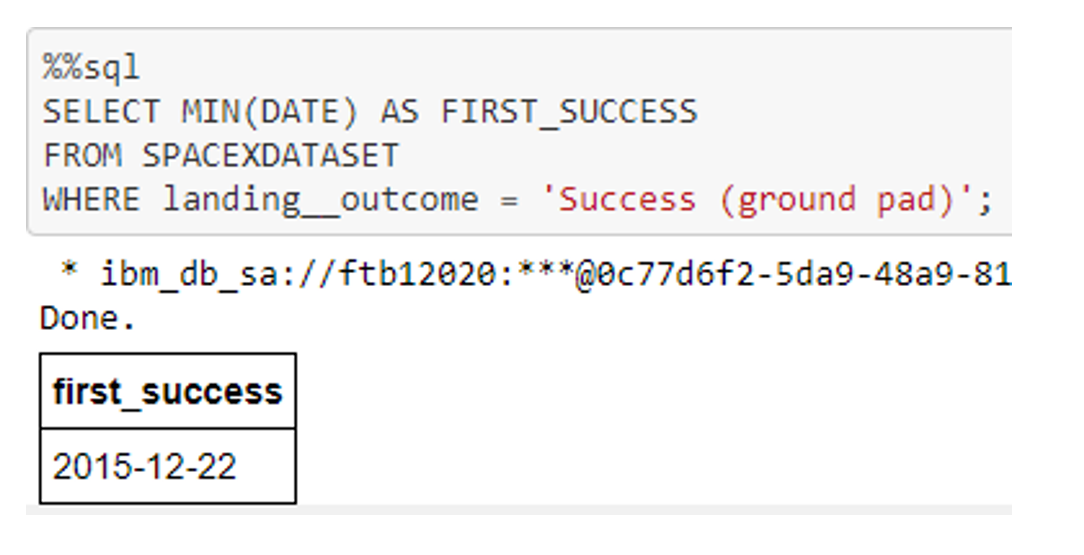 %%sql
SELECT MIN(DATE) AS FIRST_SUCCESS
FROM SPACEXDATASET
WHERE landing__outcome = 'Success (ground pad)';
* ibm_db_sa://ftb12020:***@0c77d6f2-5da9-48a9-81
Done.
first_success
2015-12-22